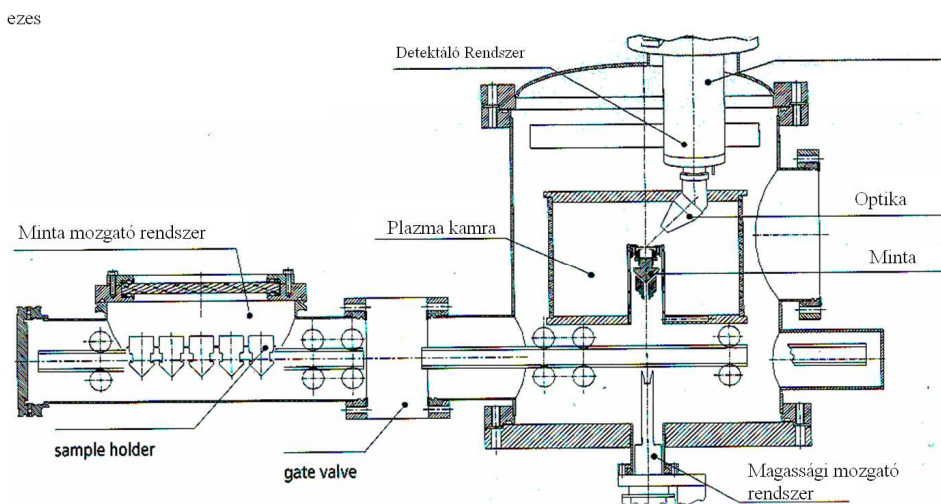 ezes
Detektáló Rendszer
Optika
Minta mozgató rendszer
Plazma kamra
Minta
sample holder
gate valve
Magassági mozgató
rendszer